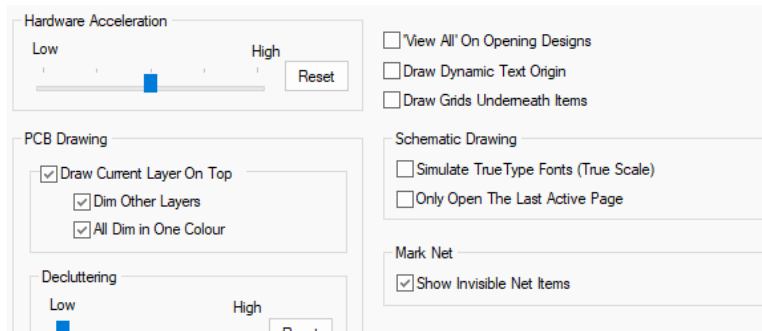 Hardware Acceleration
Low High
Reset
'View All' On Opening Designs
Draw Dynamic Text Origin
Draw Grids Underneath Items
PCB Drawing
Draw Current Layer On Top
Dim Other Layers
All Dim in One Colour
Decluttering
Low High
Schematic Drawing
Simulate TrueType Fonts (True Scale)
Only Open The Last Active Page
Mark Net
Show Invisible Net Items